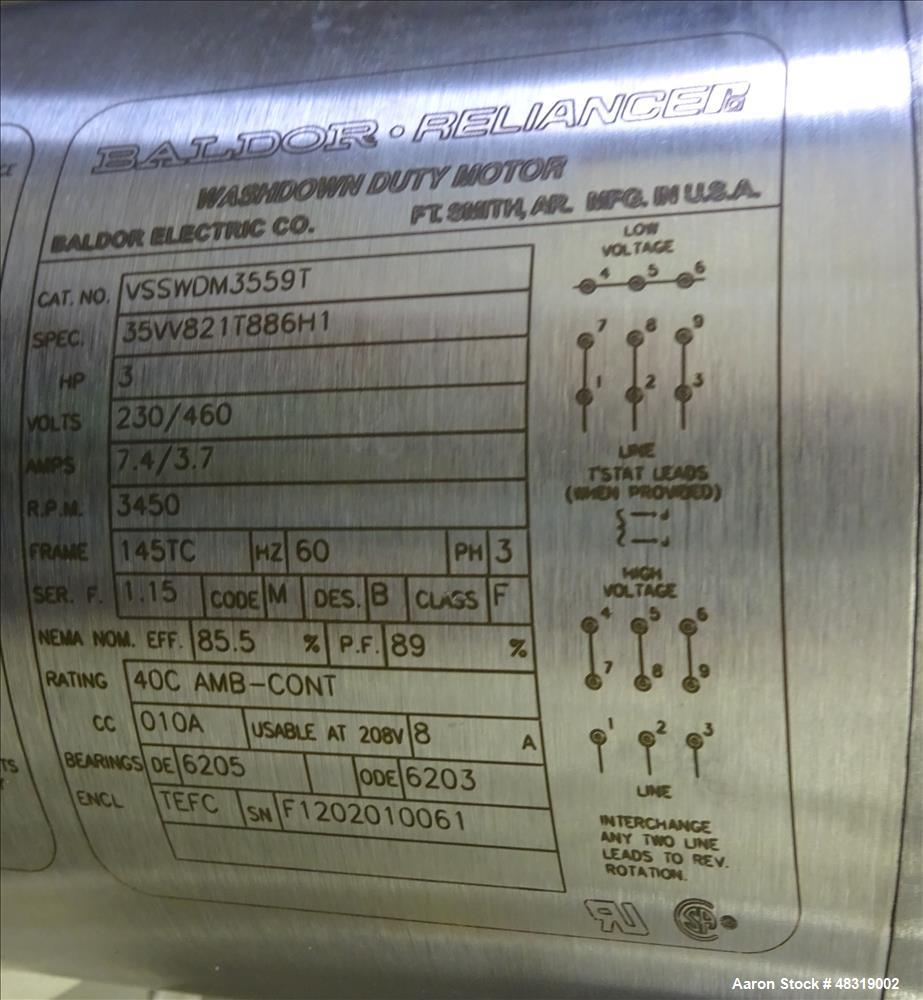 BALDOR • RELIANCE
WASHDOWN DUTY MOTOR
BALDOR ELECTRIC CO. FT. SMITH, AR. MFG. IN U.S.A.
CAT. NO. VSSWDM3559T
SPEC. 35VV821T886H1
HP 3
VOLTS 230/460
AMPS 7.4/3.7
R.P.M. 3450
FRAME 145TC HZ 60 PH 3
SER. F. 1.15 CODE M DES. B CLASS F
NEMA NOM. EFF. 85.5 % P.F. 89 %
RATING 40C AMB-CONT
CC 010A USABLE AT 208V 8 A
BEARINGS DE 6205 ODE 6203
ENCL TEFC SN F1202010061
LOW
VOLTAGE
4 5 6
7 8 9
1 2 3
LINE
T'STAT LEADS
(WHEN PROVIDED)
J
J
HIGH
VOLTAGE
4 5 6
7 8 9
1 2 3
LINE
INTERCHANGE
ANY TWO LINE
LEADS TO REV.
ROTATION.
Aaron Stock # 48319002